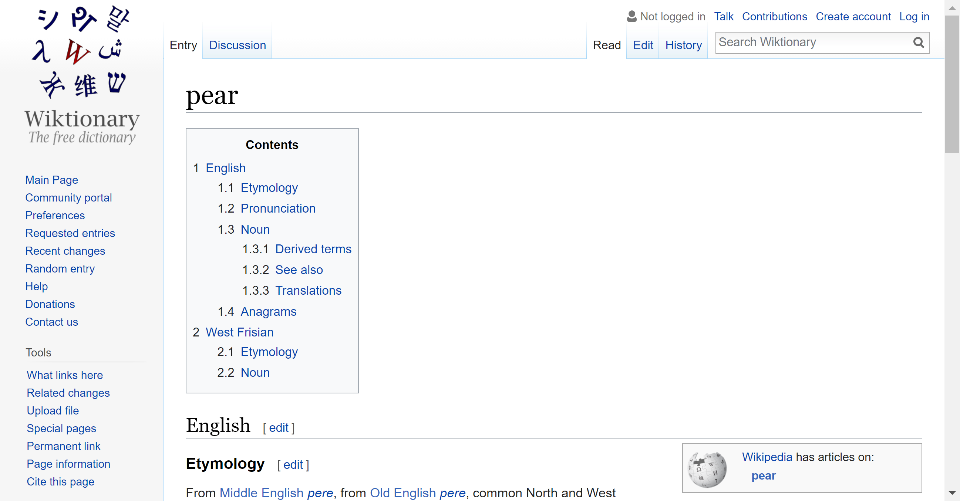 シ
말
λ
W
ش
维
ש
Wiktionary
The free dictionary
Main Page
Community portal
Preferences
Requested entries
Recent changes
Random entry
Help
Donations
Contact us
Tools
What links here
Related changes
Upload file
Special pages
Permanent link
Page information
Cite this page
Not logged in Talk Contributions Create account Log in
Entry Discussion Read Edit History Search Wiktionary
pear
Contents
1 English
1.1 Etymology
1.2 Pronunciation
1.3 Noun
1.3.1 Derived terms
1.3.2 See also
1.3.3 Translations
1.4 Anagrams
2 West Frisian
2.1 Etymology
2.2 Noun
English [ edit ]
Etymology [ edit ]
Wikipedia has articles on:
pear
From Middle English pere, from Old English pere, common North and West